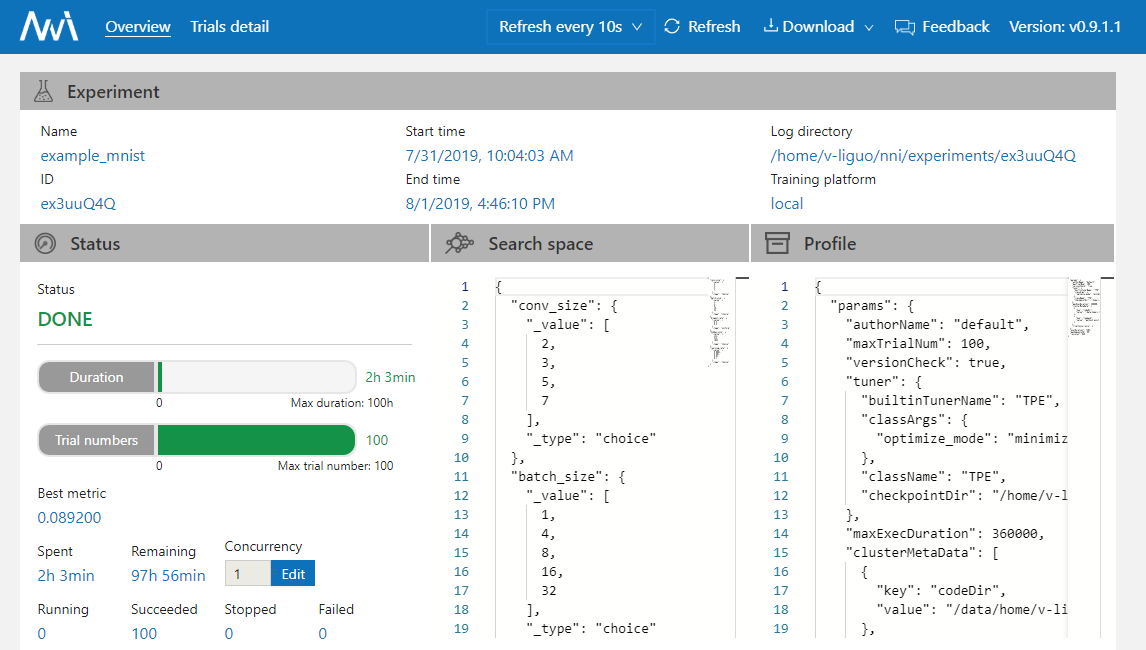 NNI Overview Trials detail Refresh every 10s Refresh Download Feedback Version: v0.9.1.1
Experiment
Name
example_mnist
ID
ex3uuQ4Q
Start time
7/31/2019, 10:04:03 AM
End time
8/1/2019, 4:46:10 PM
Log directory
/home/v-liguo/nni/experiments/ex3uuQ4Q
Training platform
local
Status
Status
DONE
Duration 2h 3min
0 Max duration: 100h
Trial numbers 100
0 Max trial number: 100
Best metric
0.089200
Spent Remaining Concurrency
2h 3min 97h 56min 1 Edit
Running Succeeded Stopped Failed
0 100 0 0
Search space
1 {
2 "conv_size": {
3 "_value": [
4 2,
5 3,
6 5,
7 7
8 ],
9 "_type": "choice"
10 },
11 "batch_size": {
12 "_value": [
13 1,
14 4,
15 8,
16 16,
17 32
18 ],
19 "_type": "choice"
Profile
1 {
2 "params": {
3 "authorName": "default",
4 "maxTrialNum": 100,
5 "versionCheck": true,
6 "tuner": {
7 "builtinTunerName": "TPE",
8 "classArgs": {
9 "optimize_mode": "minimiz
10 },
11 "className": "TPE",
12 "checkpointDir": "/home/v-l
13 },
14 "maxExecDuration": 360000,
15 "clusterMetaData": [
16 {
17 "key": "codeDir",
18 "value": "/data/home/v-li
19 },